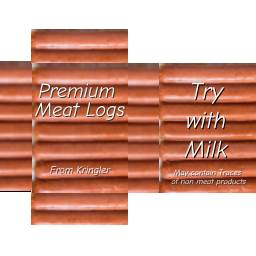 Premium
Meat Logs
From Kringler
Try
with
Milk
May contain Traces
of non meat products